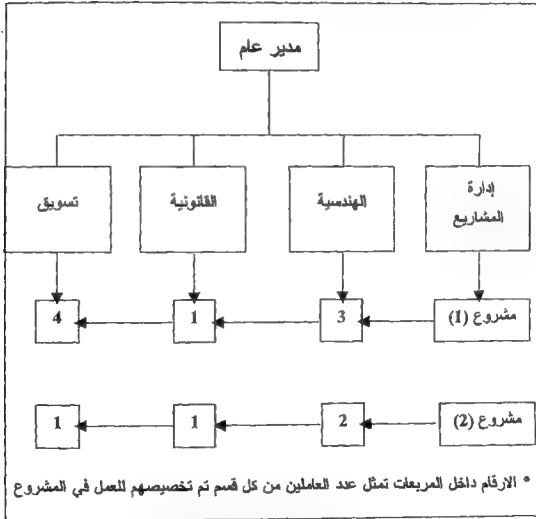 مدير عام
إدارة
المشاريع
الهندسية
القانونية
تسويق
مشروع (1)
3
1
4
مشروع (2)
2
1
1
* الارقام داخل المربعات تمثل عدد العاملين من كل قسم تم تخصيصهم للعمل في المشروع